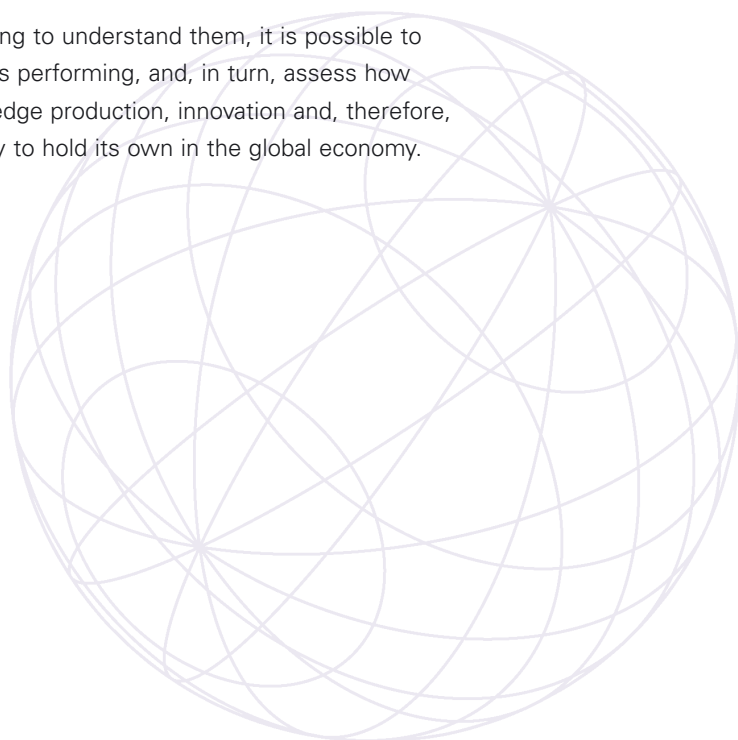 ng to understand them, it is possible to
s performing, and, in turn, assess how
edge production, innovation and, therefore,
y to hold its own in the global economy.